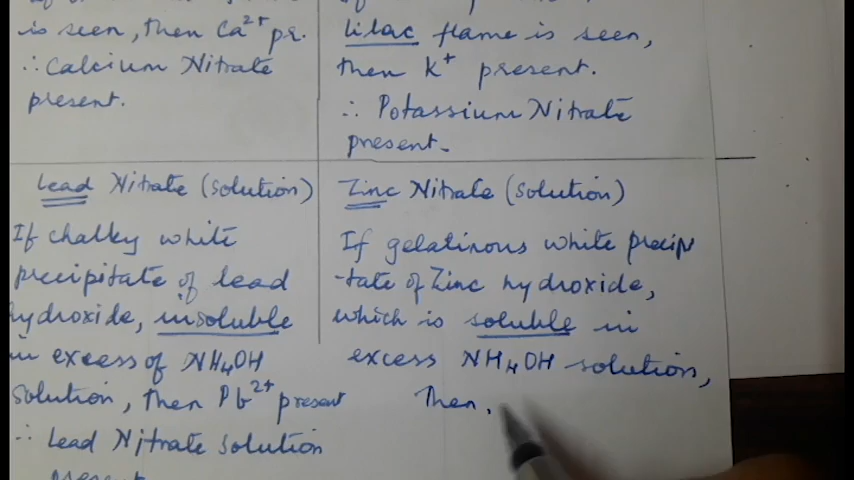 is seen, then Ca2+ pr.
∴ Calcium Nitrate
present.
lilac flame is seen,
then K+ present.
∴ Potassium Nitrate
present.
Lead Nitrate (solution)
If chalky white
precipitate of lead
hydroxide, insoluble
in excess of NH4OH
solution, then Pb2+ present
∴ Lead Nitrate solution
present
Zinc Nitrate (solution)
If gelatinous white precipi
-tate of Zinc hydroxide,
which is soluble in
excess NH4OH solution,
Then,